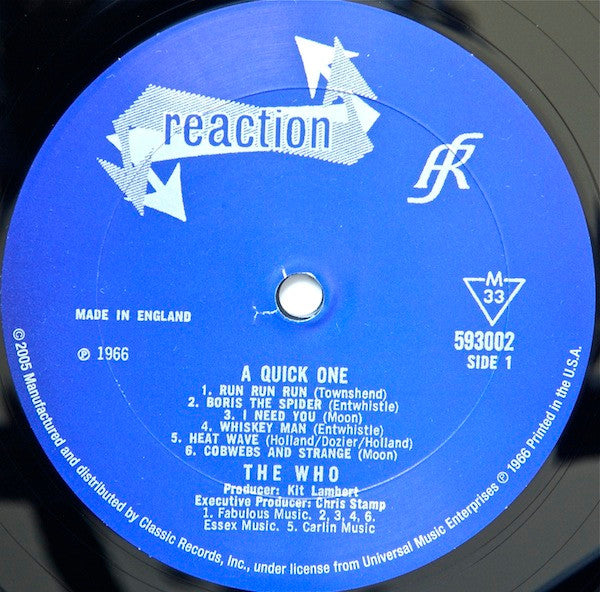 reaction
M
33
MADE IN ENGLAND
℗ 1966
593002
SIDE 1
A QUICK ONE
1. RUN RUN RUN (Townshend)
2. BORIS THE SPIDER (Entwhistle)
3. I NEED YOU (Moon)
4. WHISKEY MAN (Entwhistle)
5. HEAT WAVE (Holland/Dozier/Holland)
6. COBWEBS AND STRANGE (Moon)
THE WHO
Producer: Kit Lambert
Executive Producer: Chris Stamp
1. Fabulous Music. 2, 3, 4, 6.
Essex Music. 5. Carlin Music
© 2005 Manufactured and distributed by Classic Records, Inc., under license from Universal Music Enterprises ℗ 1966 Printed in the U.S.A.